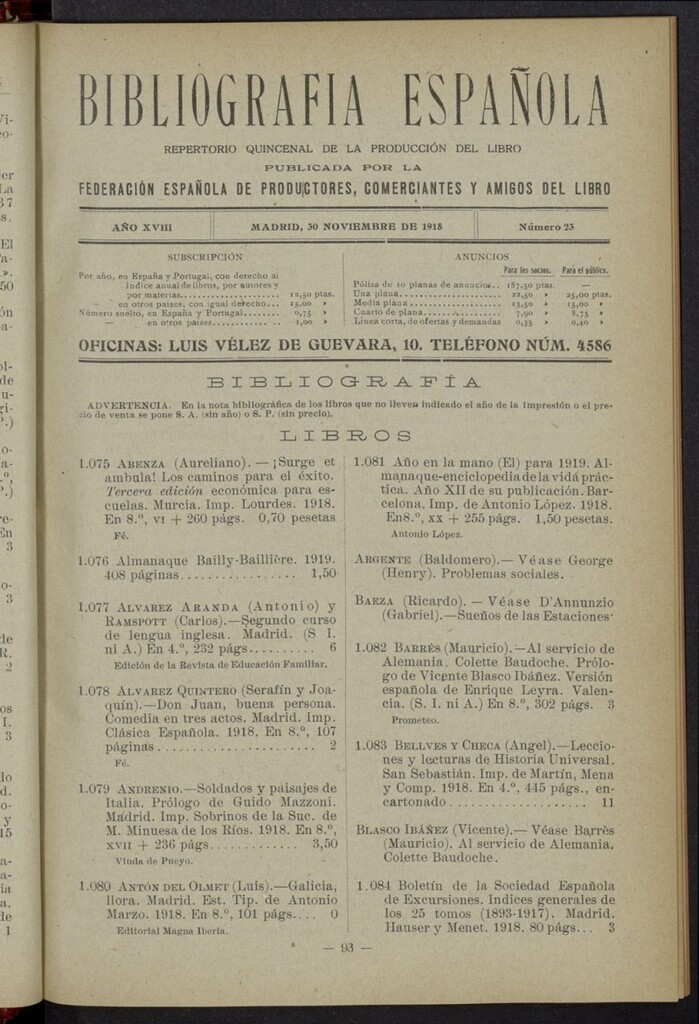 BIBLIOGRAFIA ESPAÑOLA
REPERTORIO QUINCENAL DE LA PRODUCCIÓN DEL LIBRO
PUBLICADA POR LA
FEDERACIÓN ESPAÑOLA DE PRODUCTORES, COMERCIANTES Y AMIGOS DEL LIBRO
AÑO XVIII MADRID, 30 NOVIEMBRE DE 1918 Número 23
SUBSCRIPCIÓN
Por año, en España y Portugal, con derecho al
índice anual de libros, por autores y
por materias.................... 12,50 ptas.
— en otros países, con igual derecho... 15,00 »
Número suelto, en España y Portugal....... 0,75 »
— en otros países............ 1,00 »
ANUNCIOS
Para los socios. Para el público.
Póliza de 10 planas de anuncios.. 187,50 ptas. —
Una plana.................... 22,50 » 25,00 ptas.
Media plana.................. 13,50 » 15,00 »
Cuarto de plana.............. 7,90 » 8,75 »
Línea corta, de ofertas y demandas 0,35 » 0,40 »
OFICINAS: LUIS VÉLEZ DE GUEVARA, 10. TELÉFONO NÚM. 4586
BIBLIOGRAFÍA
ADVERTENCIA. En la nota bibliográfica de los libros que no lleven indicado el año de la impresión o el pre-
cio de venta se pone S. A. (sin año) o S. P. (sin precio).
LIBROS
1.075 ABENZA (Aureliano). — ¡Surge et
ambula! Los caminos para el éxito.
Tercera edición económica para es-
cuelas. Murcia. Imp. Lourdes. 1918.
En 8.º, VI + 260 págs. 0,70 pesetas
Fé.
1.076 Almanaque Bailly-Baillière. 1919.
408 páginas................ 1,50
1.077 ALVAREZ ARANDA (Antonio) y
RAMSPOTT (Carlos).—Segundo curso
de lengua inglesa. Madrid. (S I.
ni A.) En 4.º, 232 págs.......... 6
Edición de la Revista de Educación Familiar.
1.078 ALVAREZ QUINTERO (Serafín y Joa-
quín).—Don Juan, buena persona.
Comedia en tres actos. Madrid. Imp.
Clásica Española. 1918. En 8.º, 107
páginas.................... 2
Fé.
1.079 ANDRENIO.—Soldados y paisajes de
Italia. Prólogo de Guido Mazzoni.
Madrid. Imp. Sobrinos de la Suc. de
M. Minuesa de los Ríos. 1918. En 8.º,
XVII + 236 págs............. 3,50
Viuda de Pueyo.
1.080 ANTÓN DEL OLMET (Luis).—Galicia,
llora. Madrid. Est. Tip. de Antonio
Marzo. 1918. En 8.º, 101 págs.... 0
Editorial Magna Iberia.
1.081 Año en la mano (El) para 1919. Al-
manaque-enciclopedia de la vida prác-
tica. Año XII de su publicación. Bar-
celona. Imp. de Antonio López. 1918.
En 8.º, XX + 255 págs. 1,50 pesetas.
Antonio López.
ARGENTE (Baldomero).— Véase George
(Henry). Problemas sociales.
BAEZA (Ricardo). — Véase D'Annunzio
(Gabriel).—Sueños de las Estaciones·
1.082 BARRÈS (Mauricio).—Al servicio de
Alemania. Colette Baudoche. Prólo-
go de Vicente Blasco Ibáñez. Versión
española de Enrique Leyra. Valen-
cia. (S. I. ni A.) En 8.º, 302 págs. 3
Prometeo.
1.083 BELLVES Y CHECA (Angel).—Leccio-
nes y lecturas de Historia Universal.
San Sebastián. Imp. de Martín, Mena
y Comp. 1918. En 4.º, 445 págs., en-
cartonado.................. 11
BLASCO IBÁÑEZ (Vicente).— Véase Barrès
(Mauricio). Al servicio de Alemania.
Colette Baudoche.
1.084 Boletín de la Sociedad Española
de Excursiones. Indices generales de
los 25 tomos (1893-1917). Madrid.
Hauser y Menet. 1918. 80 págs... 3
— 93 —